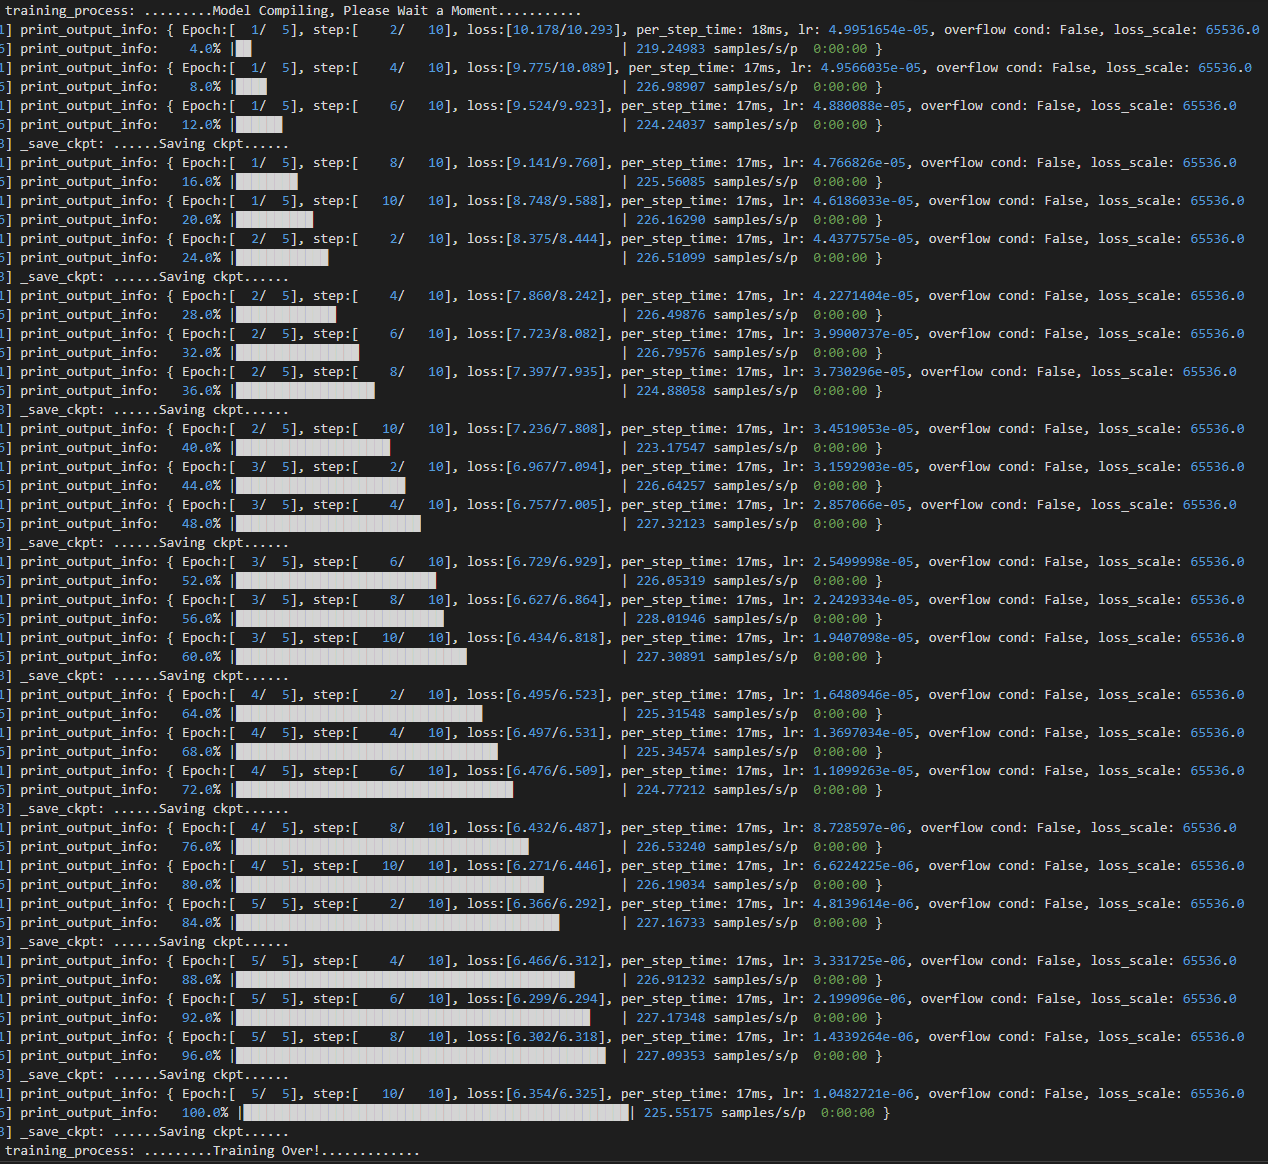 training_process: .........Model Compiling, Please Wait a Moment...........
1] print_output_info: { Epoch:[  1/  5], step:[    2/   10], loss:[10.178/10.293], per_step_time: 18ms, lr: 4.9951654e-05, overflow cond: False, loss_scale: 65536.0
6] print_output_info:   4.0% |██ | 219.24983 samples/s/p  0:00:00 }
1] print_output_info: { Epoch:[  1/  5], step:[    4/   10], loss:[9.775/10.089], per_step_time: 17ms, lr: 4.9566035e-05, overflow cond: False, loss_scale: 65536.0
6] print_output_info:   8.0% |████ | 226.98907 samples/s/p  0:00:00 }
1] print_output_info: { Epoch:[  1/  5], step:[    6/   10], loss:[9.524/9.923], per_step_time: 17ms, lr: 4.880088e-05, overflow cond: False, loss_scale: 65536.0
6] print_output_info:   12.0% |██████ | 224.24037 samples/s/p  0:00:00 }
8] _save_ckpt: ......Saving ckpt......
1] print_output_info: { Epoch:[  1/  5], step:[    8/   10], loss:[9.141/9.760], per_step_time: 17ms, lr: 4.766826e-05, overflow cond: False, loss_scale: 65536.0
6] print_output_info:   16.0% |████████ | 225.56085 samples/s/p  0:00:00 }
1] print_output_info: { Epoch:[  1/  5], step:[   10/   10], loss:[8.748/9.588], per_step_time: 17ms, lr: 4.6186033e-05, overflow cond: False, loss_scale: 65536.0
6] print_output_info:   20.0% |██████████ | 226.16290 samples/s/p  0:00:00 }
1] print_output_info: { Epoch:[  2/  5], step:[    2/   10], loss:[8.375/8.444], per_step_time: 17ms, lr: 4.4377575e-05, overflow cond: False, loss_scale: 65536.0
6] print_output_info:   24.0% |████████████ | 226.51099 samples/s/p  0:00:00 }
8] _save_ckpt: ......Saving ckpt......
1] print_output_info: { Epoch:[  2/  5], step:[    4/   10], loss:[7.860/8.242], per_step_time: 17ms, lr: 4.2271404e-05, overflow cond: False, loss_scale: 65536.0
6] print_output_info:   28.0% |█████████████ | 226.49876 samples/s/p  0:00:00 }
1] print_output_info: { Epoch:[  2/  5], step:[    6/   10], loss:[7.723/8.082], per_step_time: 17ms, lr: 3.9900737e-05, overflow cond: False, loss_scale: 65536.0
6] print_output_info:   32.0% |████████████████ | 226.79576 samples/s/p  0:00:00 }
1] print_output_info: { Epoch:[  2/  5], step:[    8/   10], loss:[7.397/7.935], per_step_time: 17ms, lr: 3.730296e-05, overflow cond: False, loss_scale: 65536.0
6] print_output_info:   36.0% |██████████████████ | 224.88058 samples/s/p  0:00:00 }
8] _save_ckpt: ......Saving ckpt......
1] print_output_info: { Epoch:[  2/  5], step:[   10/   10], loss:[7.236/7.808], per_step_time: 17ms, lr: 3.4519053e-05, overflow cond: False, loss_scale: 65536.0
6] print_output_info:   40.0% |████████████████████ | 223.17547 samples/s/p  0:00:00 }
1] print_output_info: { Epoch:[  3/  5], step:[    2/   10], loss:[6.967/7.094], per_step_time: 17ms, lr: 3.1592903e-05, overflow cond: False, loss_scale: 65536.0
6] print_output_info:   44.0% |██████████████████████ | 226.64257 samples/s/p  0:00:00 }
1] print_output_info: { Epoch:[  3/  5], step:[    4/   10], loss:[6.757/7.005], per_step_time: 17ms, lr: 2.857066e-05, overflow cond: False, loss_scale: 65536.0
6] print_output_info:   48.0% |████████████████████████ | 227.32123 samples/s/p  0:00:00 }
8] _save_ckpt: ......Saving ckpt......
1] print_output_info: { Epoch:[  3/  5], step:[    6/   10], loss:[6.729/6.929], per_step_time: 17ms, lr: 2.5499998e-05, overflow cond: False, loss_scale: 65536.0
6] print_output_info:   52.0% |██████████████████████████ | 226.05319 samples/s/p  0:00:00 }
1] print_output_info: { Epoch:[  3/  5], step:[    8/   10], loss:[6.627/6.864], per_step_time: 17ms, lr: 2.2429334e-05, overflow cond: False, loss_scale: 65536.0
6] print_output_info:   56.0% |███████████████████████████ | 228.01946 samples/s/p  0:00:00 }
1] print_output_info: { Epoch:[  3/  5], step:[   10/   10], loss:[6.434/6.818], per_step_time: 17ms, lr: 1.9407098e-05, overflow cond: False, loss_scale: 65536.0
6] print_output_info:   60.0% |██████████████████████████████ | 227.30891 samples/s/p  0:00:00 }
8] _save_ckpt: ......Saving ckpt......
1] print_output_info: { Epoch:[  4/  5], step:[    2/   10], loss:[6.495/6.523], per_step_time: 17ms, lr: 1.6480946e-05, overflow cond: False, loss_scale: 65536.0
6] print_output_info:   64.0% |████████████████████████████████ | 225.31548 samples/s/p  0:00:00 }
1] print_output_info: { Epoch:[  4/  5], step:[    4/   10], loss:[6.497/6.531], per_step_time: 17ms, lr: 1.3697034e-05, overflow cond: False, loss_scale: 65536.0
6] print_output_info:   68.0% |██████████████████████████████████ | 225.34574 samples/s/p  0:00:00 }
1] print_output_info: { Epoch:[  4/  5], step:[    6/   10], loss:[6.476/6.509], per_step_time: 17ms, lr: 1.1099263e-05, overflow cond: False, loss_scale: 65536.0
6] print_output_info:   72.0% |████████████████████████████████████ | 224.77212 samples/s/p  0:00:00 }
8] _save_ckpt: ......Saving ckpt......
1] print_output_info: { Epoch:[  4/  5], step:[    8/   10], loss:[6.432/6.487], per_step_time: 17ms, lr: 8.728597e-06, overflow cond: False, loss_scale: 65536.0
6] print_output_info:   76.0% |██████████████████████████████████████ | 226.53240 samples/s/p  0:00:00 }
1] print_output_info: { Epoch:[  4/  5], step:[   10/   10], loss:[6.271/6.446], per_step_time: 17ms, lr: 6.6224225e-06, overflow cond: False, loss_scale: 65536.0
6] print_output_info:   80.0% |████████████████████████████████████████ | 226.19034 samples/s/p  0:00:00 }
1] print_output_info: { Epoch:[  5/  5], step:[    2/   10], loss:[6.366/6.292], per_step_time: 17ms, lr: 4.8139614e-06, overflow cond: False, loss_scale: 65536.0
6] print_output_info:   84.0% |██████████████████████████████████████████ | 227.16733 samples/s/p  0:00:00 }
8] _save_ckpt: ......Saving ckpt......
1] print_output_info: { Epoch:[  5/  5], step:[    4/   10], loss:[6.466/6.312], per_step_time: 17ms, lr: 3.331725e-06, overflow cond: False, loss_scale: 65536.0
6] print_output_info:   88.0% |████████████████████████████████████████████ | 226.91232 samples/s/p  0:00:00 }
1] print_output_info: { Epoch:[  5/  5], step:[    6/   10], loss:[6.299/6.294], per_step_time: 17ms, lr: 2.199096e-06, overflow cond: False, loss_scale: 65536.0
6] print_output_info:   92.0% |██████████████████████████████████████████████ | 227.17348 samples/s/p  0:00:00 }
1] print_output_info: { Epoch:[  5/  5], step:[    8/   10], loss:[6.302/6.318], per_step_time: 17ms, lr: 1.4339264e-06, overflow cond: False, loss_scale: 65536.0
6] print_output_info:   96.0% |████████████████████████████████████████████████ | 227.09353 samples/s/p  0:00:00 }
8] _save_ckpt: ......Saving ckpt......
1] print_output_info: { Epoch:[  5/  5], step:[   10/   10], loss:[6.354/6.325], per_step_time: 17ms, lr: 1.0482721e-06, overflow cond: False, loss_scale: 65536.0
6] print_output_info:   100.0% |██████████████████████████████████████████████████| 225.55175 samples/s/p  0:00:00 }
8] _save_ckpt: ......Saving ckpt......
training_process: .........Training Over!.............